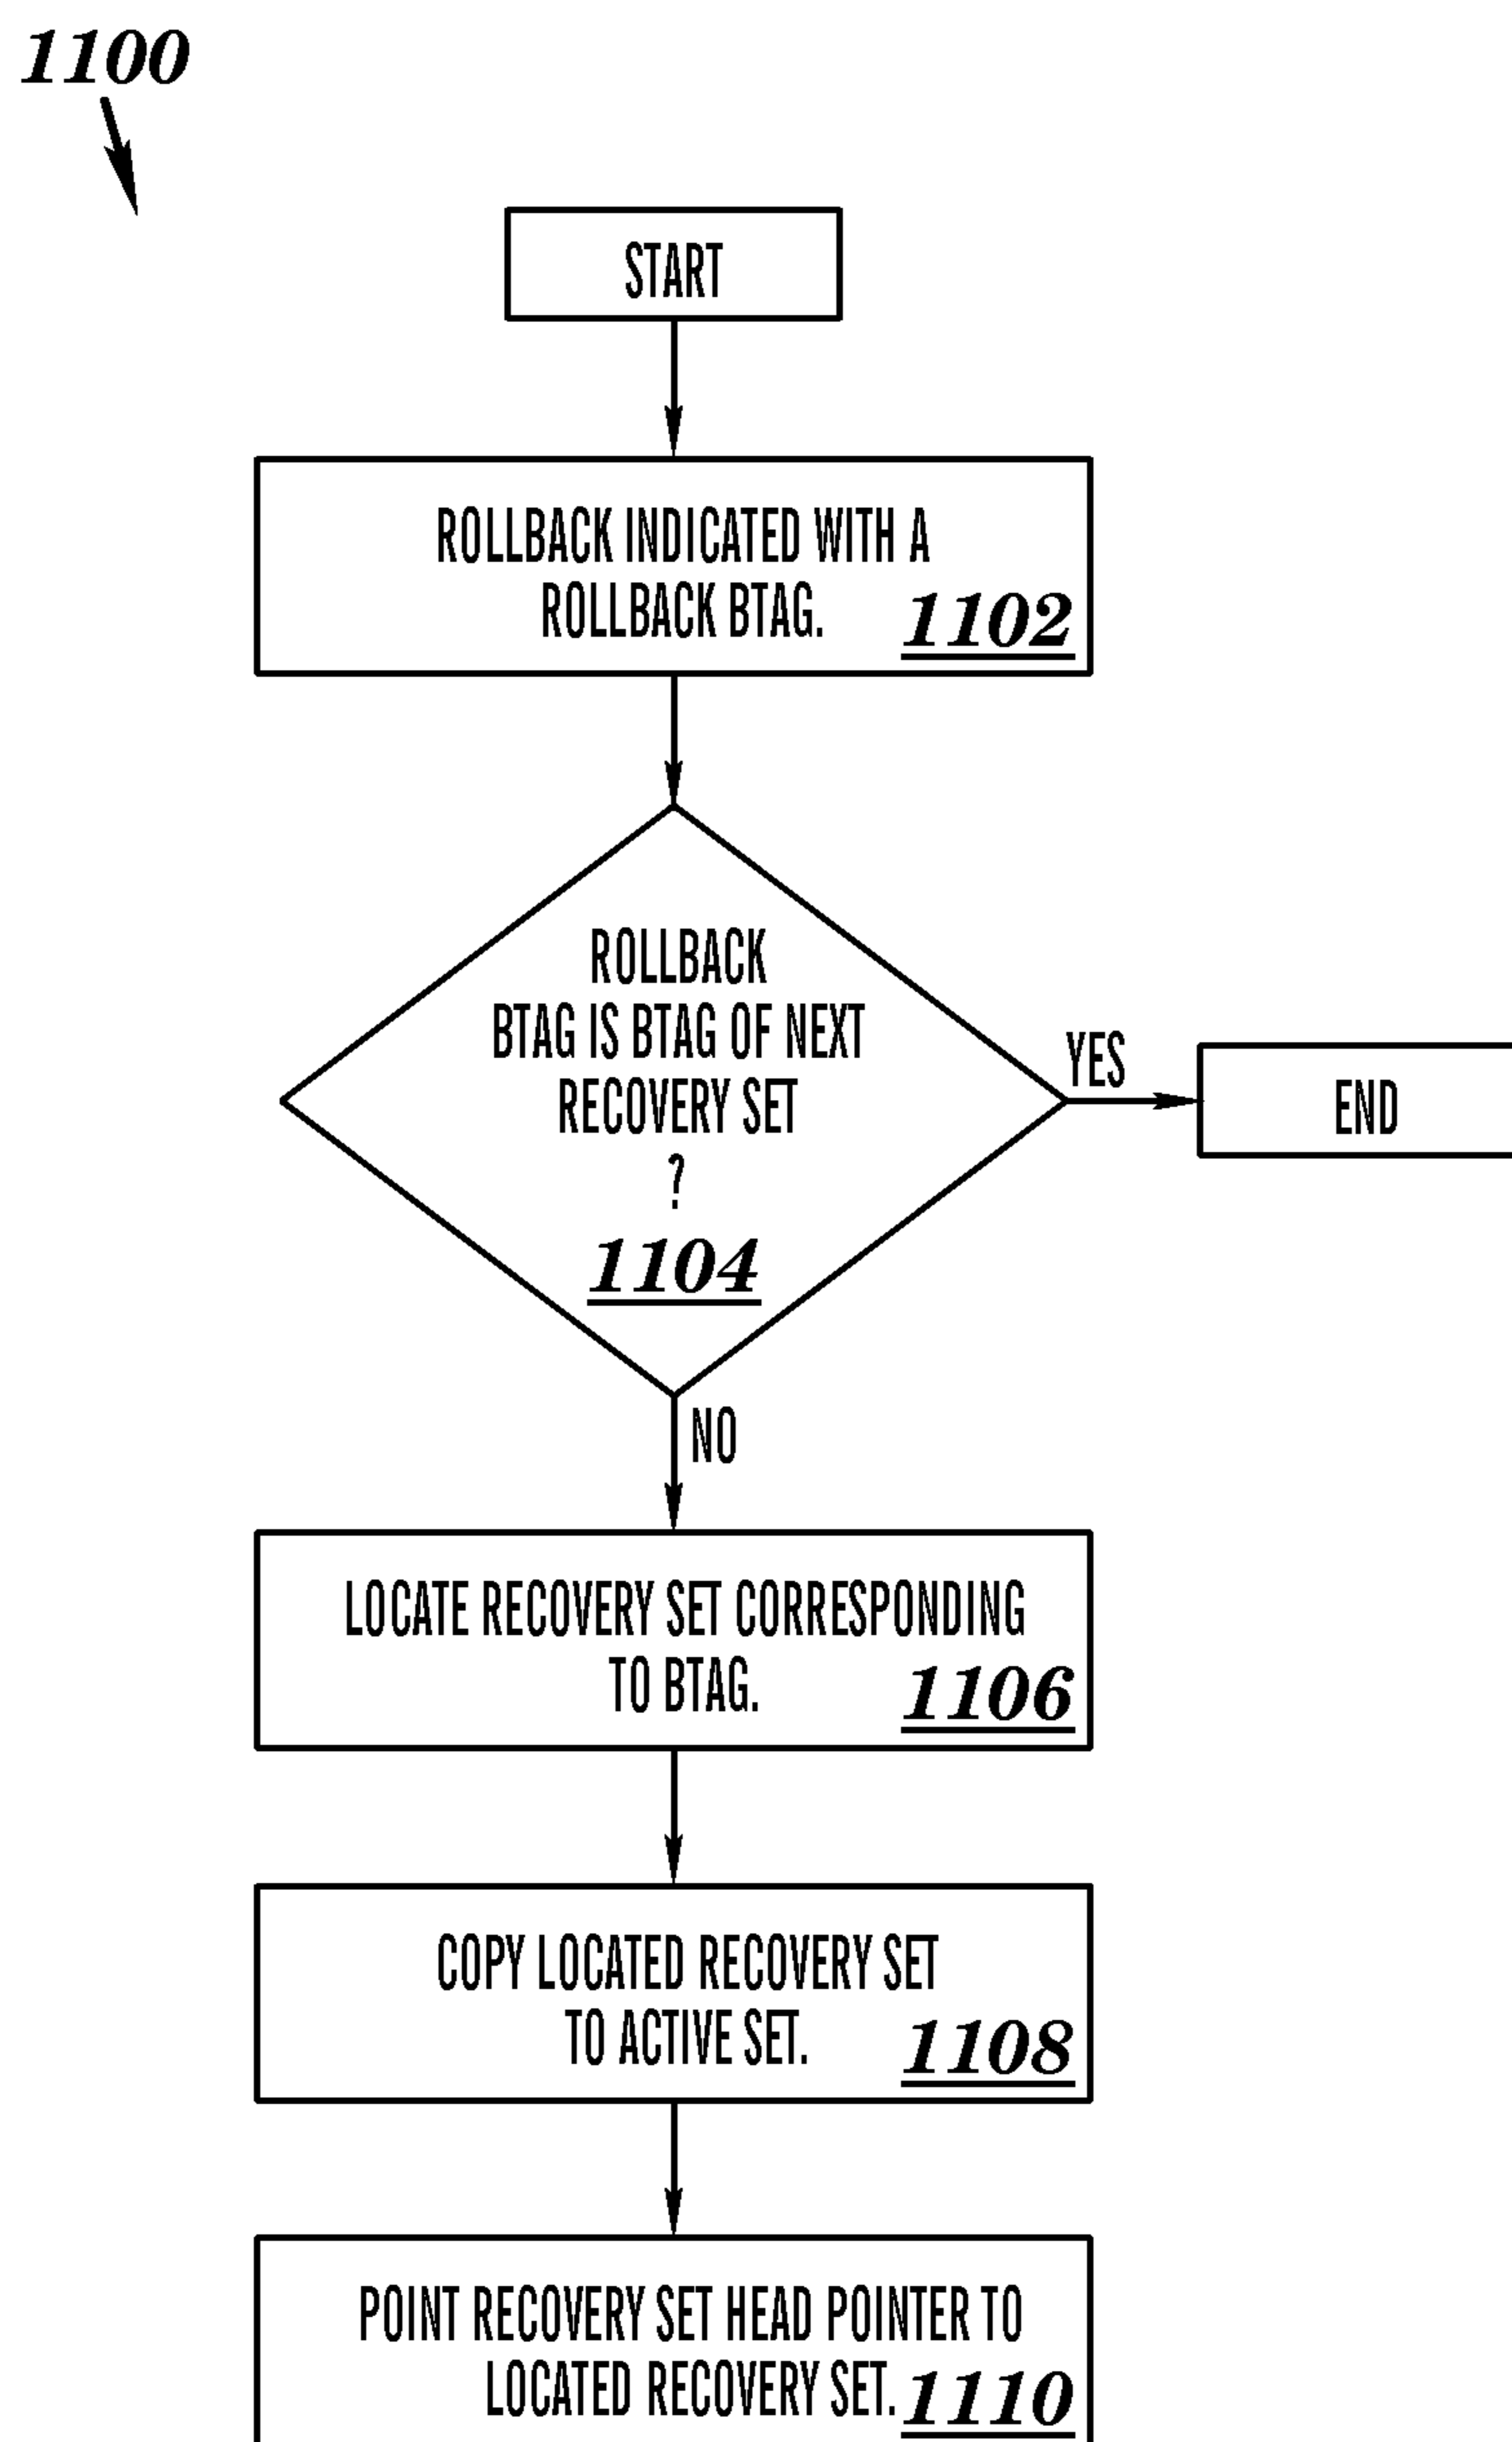 1100
START
ROLLBACK INDICATED WITH A
ROLLBACK BTAG.
1102
ROLLBACK
BTAG IS BTAG OF NEXT
RECOVERY SET
?
1104
YES
END
NO
LOCATE RECOVERY SET CORRESPONDING
TO BTAG.
1106
COPY LOCATED RECOVERY SET
TO ACTIVE SET.
1108
POINT RECOVERY SET HEAD POINTER TO
LOCATED RECOVERY SET.
1110